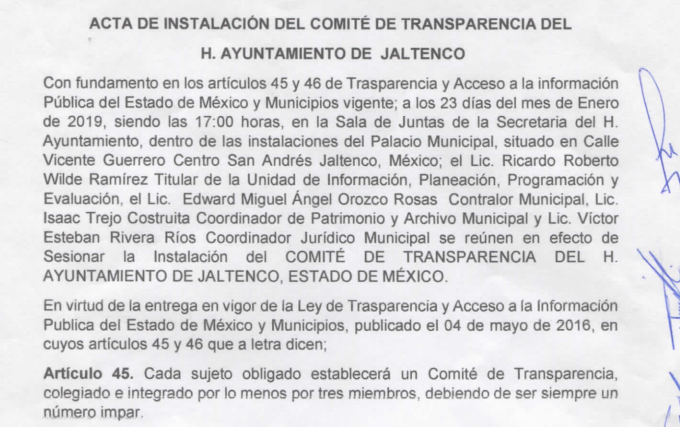 ACTA DE INSTALACIÓN DEL COMITÉ DE TRANSPARENCIA DEL
H. AYUNTAMIENTO DE JALTENCO
Con fundamento en los artículos 45 y 46 de Trasparencia y Acceso a la información
Pública del Estado de México y Municipios vigente; a los 23 días del mes de Enero
de 2019, siendo las 17:00 horas, en la Sala de Juntas de la Secretaria del H.
Ayuntamiento, dentro de las instalaciones del Palacio Municipal, situado en Calle
Vicente Guerrero Centro San Andrés Jaltenco, México; el Lic. Ricardo Roberto
Wilde Ramírez Titular de la Unidad de Información, Planeación, Programación y
Evaluación, el Lic. Edward Miguel Ángel Orozco Rosas Contralor Municipal, Lic.
Isaac Trejo Costruita Coordinador de Patrimonio y Archivo Municipal y Lic. Víctor
Esteban Rivera Ríos Coordinador Jurídico Municipal se reúnen en efecto de
Sesionar la Instalación del COMITÉ DE TRANSPARENCIA DEL H.
AYUNTAMIENTO DE JALTENCO, ESTADO DE MÉXICO.
En virtud de la entrega en vigor de la Ley de Trasparencia y Acceso a la Información
Publica del Estado de México y Municipios, publicado el 04 de mayo de 2016, en
cuyos artículos 45 y 46 que a letra dicen;
Artículo 45. Cada sujeto obligado establecerá un Comité de Transparencia,
colegiado e integrado por lo menos por tres miembros, debiendo de ser siempre un
número impar.